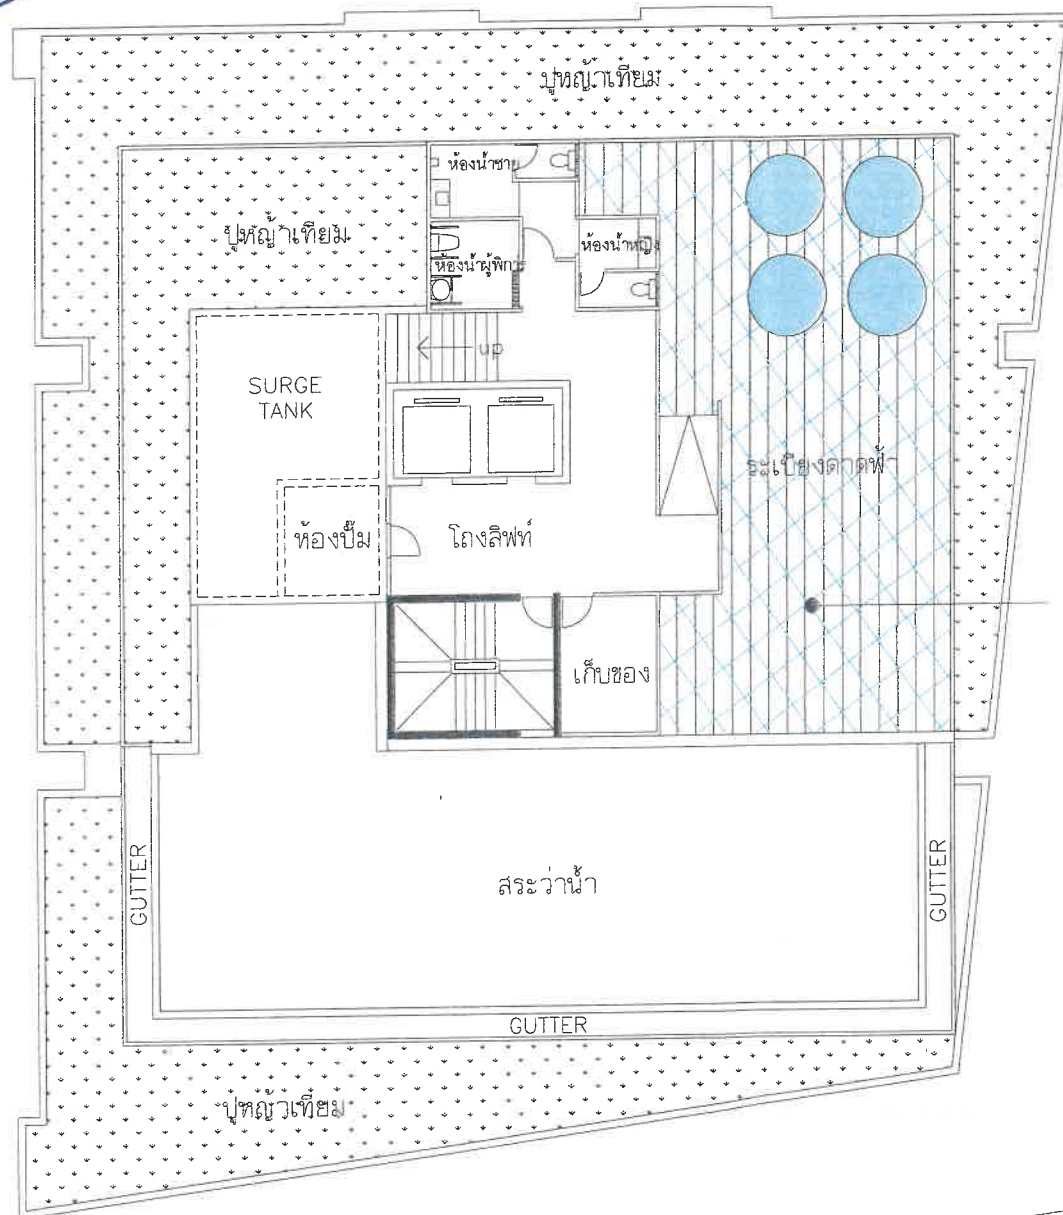 ปูหญ้าเทียม
ห้องน้ำชาย
ปูหญ้าเทียม
ห้องน้ำหญิง
ห้องน้ำผู้พิการ
up
SURGE
TANK
ระเบียงดาดฟ้า
ห้องปั๊ม
โถงลิฟท์
เก็บของ
GUTTER
สระว่าน้ำ
GUTTER
GUTTER
ปูหญ้าเทียม